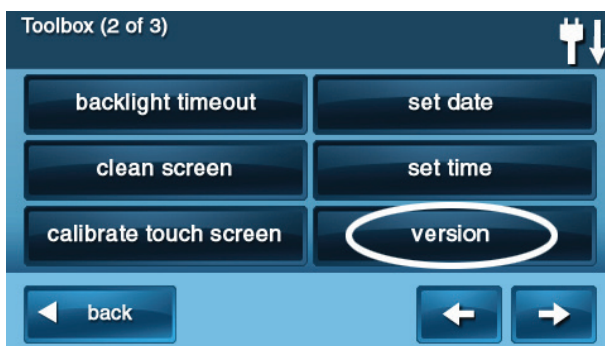 Toolbox (2 of 3)
backlight timeout
set date
clean screen
set time
calibrate touch screen
version
back